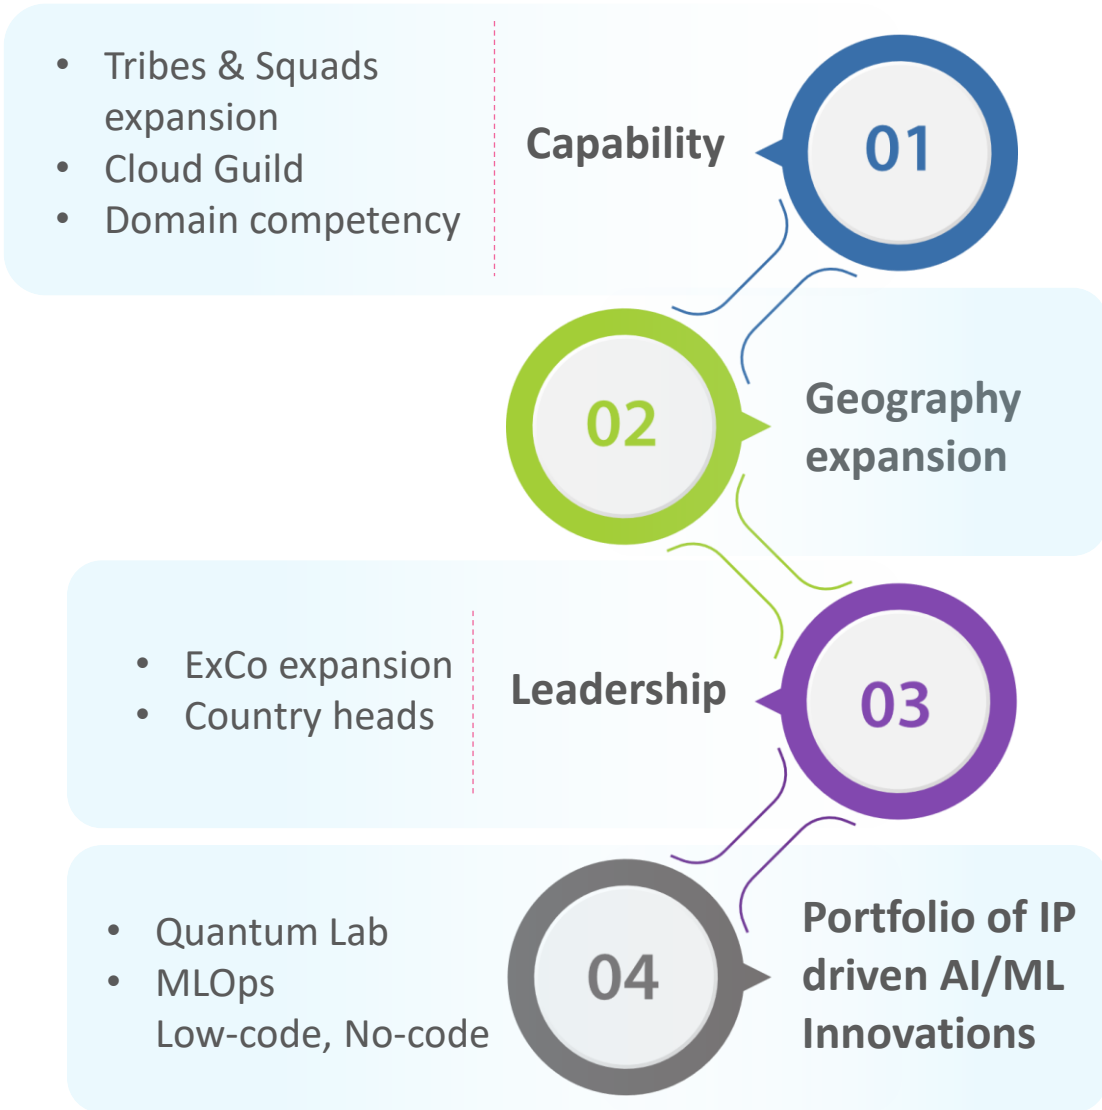 • Tribes & Squads
expansion
• Cloud Guild
• Domain competency
Capability
01
02
Geography
expansion
• ExCo expansion
• Country heads
Leadership
03
• Quantum Lab
• MLOps
Low-code, No-code
04
Portfolio of IP
driven AI/ML
Innovations